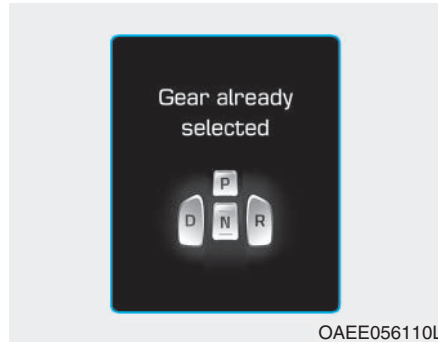 Gear already
selected
P
D N R
OAEE056110L